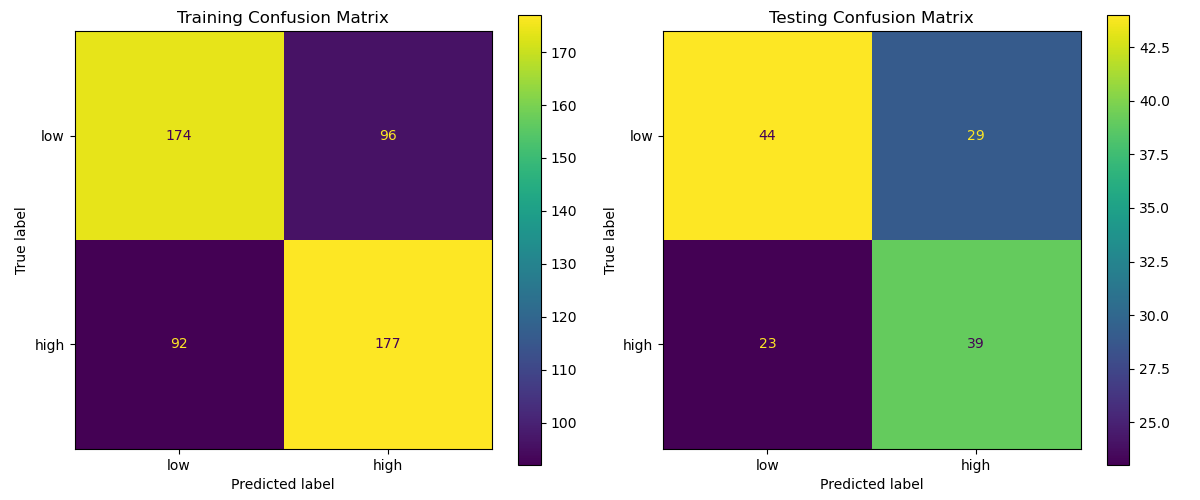 Training Confusion Matrix
True label
low
high
174
96
92
177
low
high
Predicted label
170
160
150
140
130
120
110
100
Testing Confusion Matrix
True label
low
high
44
29
23
39
low
high
Predicted label
42.5
40.0
37.5
35.0
32.5
30.0
27.5
25.0